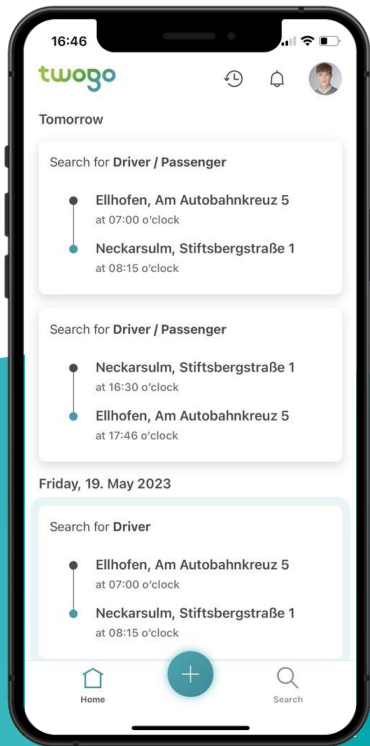 16:46
twogo
Tomorrow
Search for Driver / Passenger
Ellhofen, Am Autobahnkreuz 5
at 07:00 o'clock
Neckarsulm, Stiftsbergstraße 1
at 08:15 o'clock
Search for Driver / Passenger
Neckarsulm, Stiftsbergstraße 1
at 16:30 o'clock
Ellhofen, Am Autobahnkreuz 5
at 17:46 o'clock
Friday, 19. May 2023
Search for Driver
Ellhofen, Am Autobahnkreuz 5
at 07:00 o'clock
Neckarsulm, Stiftsbergstraße 1
at 08:15 o'clock
Home
Search